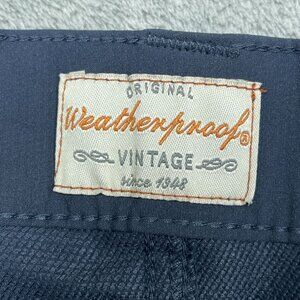 ORIGINAL
Weatherproof®
VINTAGE
since 1948